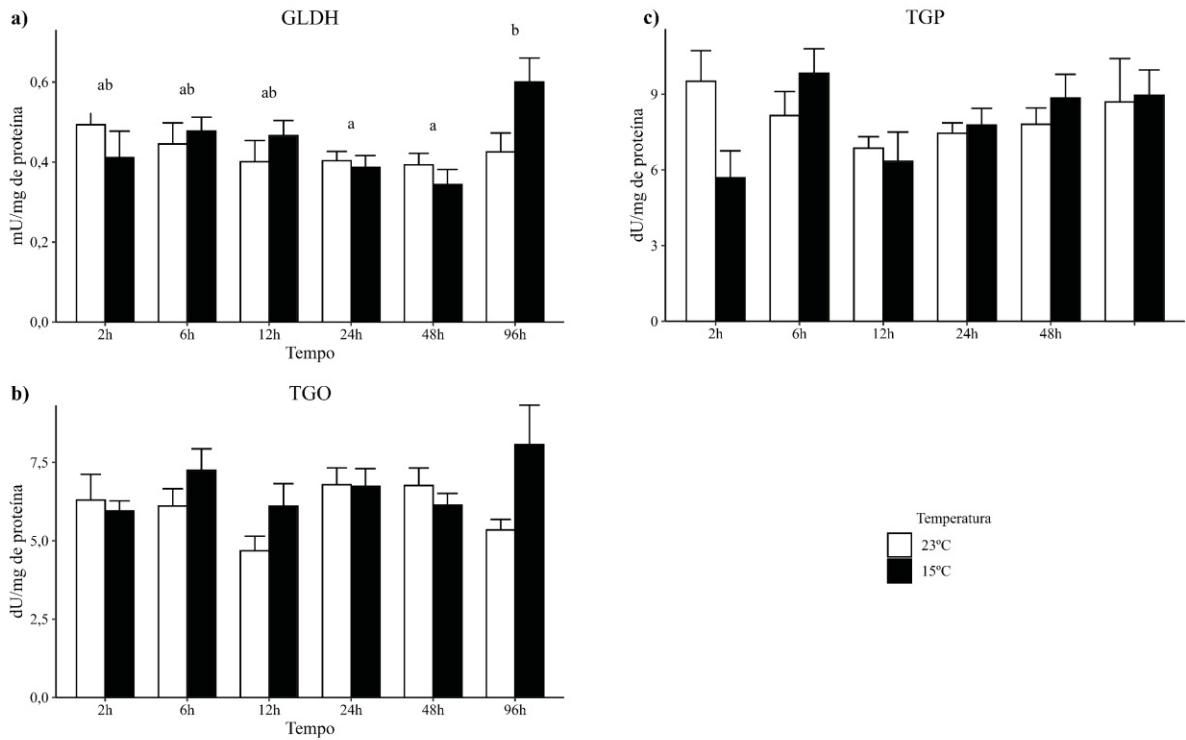 a)
GLDH
mU/mg de proteína
0,6
0,4
0,2
0,0
ab
ab
ab
a
a
b
2h
6h
12h
24h
48h
96h
Tempo
c)
TGP
dU/mg de proteína
9
6
3
0
2h
6h
12h
24h
48h
b)
TGO
dU/mg de proteína
7,5
5,0
2,5
0,0
2h
6h
12h
24h
48h
96h
Tempo
Temperatura
23ºC
15ºC